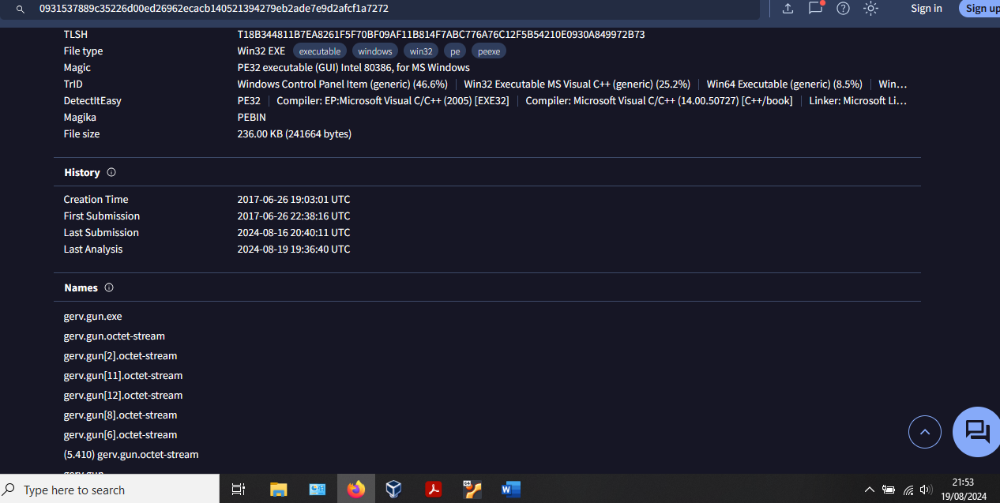 0931537889c35226d00ed26962ecacb140521394279eb2ade7e9d2afcf1a7272 Sign in Sign up
TLSH T18B344811B7EA8261F5F70BF09AF11B814F7ABC776A76C12F5B54210E0930A849972B73
File type Win32 EXE executable windows win32 pe peexe
Magic PE32 executable (GUI) Intel 80386, for MS Windows
TrID Windows Control Panel Item (generic) (46.6%) Win32 Executable MS Visual C++ (generic) (25.2%) Win64 Executable (generic) (8.5%) Win…
DetectItEasy PE32 Compiler: EP:Microsoft Visual C/C++ (2005) [EXE32] Compiler: Microsoft Visual C/C++ (14.00.50727) [C++/book] Linker: Microsoft Li…
Magika PEBIN
File size 236.00 KB (241664 bytes)
History
Creation Time 2017-06-26 19:03:01 UTC
First Submission 2017-06-26 22:38:16 UTC
Last Submission 2024-08-16 20:40:11 UTC
Last Analysis 2024-08-19 19:36:40 UTC
Names
gerv.gun.exe
gerv.gun.octet-stream
gerv.gun[2].octet-stream
gerv.gun[11].octet-stream
gerv.gun[12].octet-stream
gerv.gun[8].octet-stream
gerv.gun[6].octet-stream
(5.410) gerv.gun.octet-stream
gerv.gun
Type here to search
21:53
19/08/2024